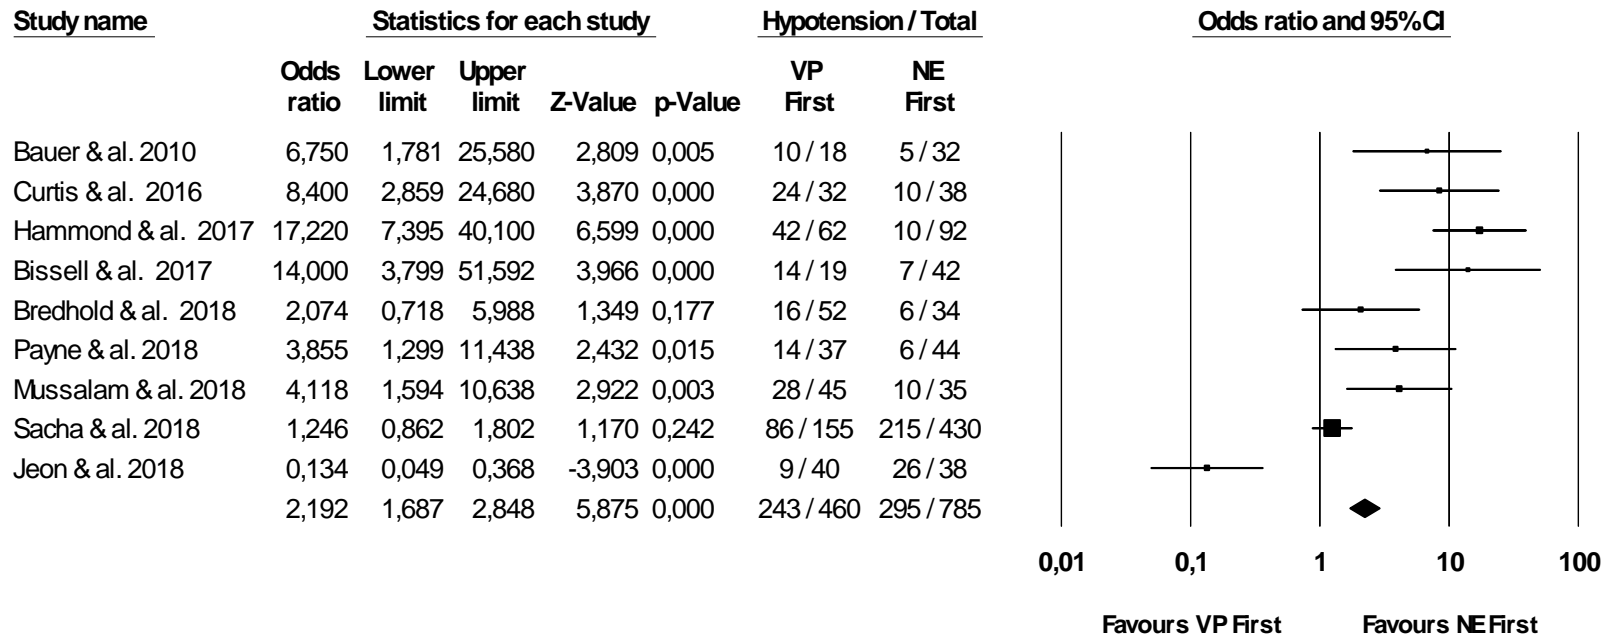 Study name Statistics for each study Hypotension / Total Odds ratio and 95%CI
Odds Lower Upper VP NE
ratio limit limit Z-Value p-Value First First
Bauer & al. 2010 6,750 1,781 25,580 2,809 0,005 10 / 18 5 / 32
Curtis & al. 2016 8,400 2,859 24,680 3,870 0,000 24 / 32 10 / 38
Hammond & al. 2017 17,220 7,395 40,100 6,599 0,000 42 / 62 10 / 92
Bissell & al. 2017 14,000 3,799 51,592 3,966 0,000 14 / 19 7 / 42
Bredhold & al. 2018 2,074 0,718 5,988 1,349 0,177 16 / 52 6 / 34
Payne & al. 2018 3,855 1,299 11,438 2,432 0,015 14 / 37 6 / 44
Mussalam & al. 2018 4,118 1,594 10,638 2,922 0,003 28 / 45 10 / 35
Sacha & al. 2018 1,246 0,862 1,802 1,170 0,242 86 / 155 215 / 430
Jeon & al. 2018 0,134 0,049 0,368 -3,903 0,000 9 / 40 26 / 38
2,192 1,687 2,848 5,875 0,000 243 / 460 295 / 785
0,01 0,1 1 10 100
Favours VP First Favours NE First